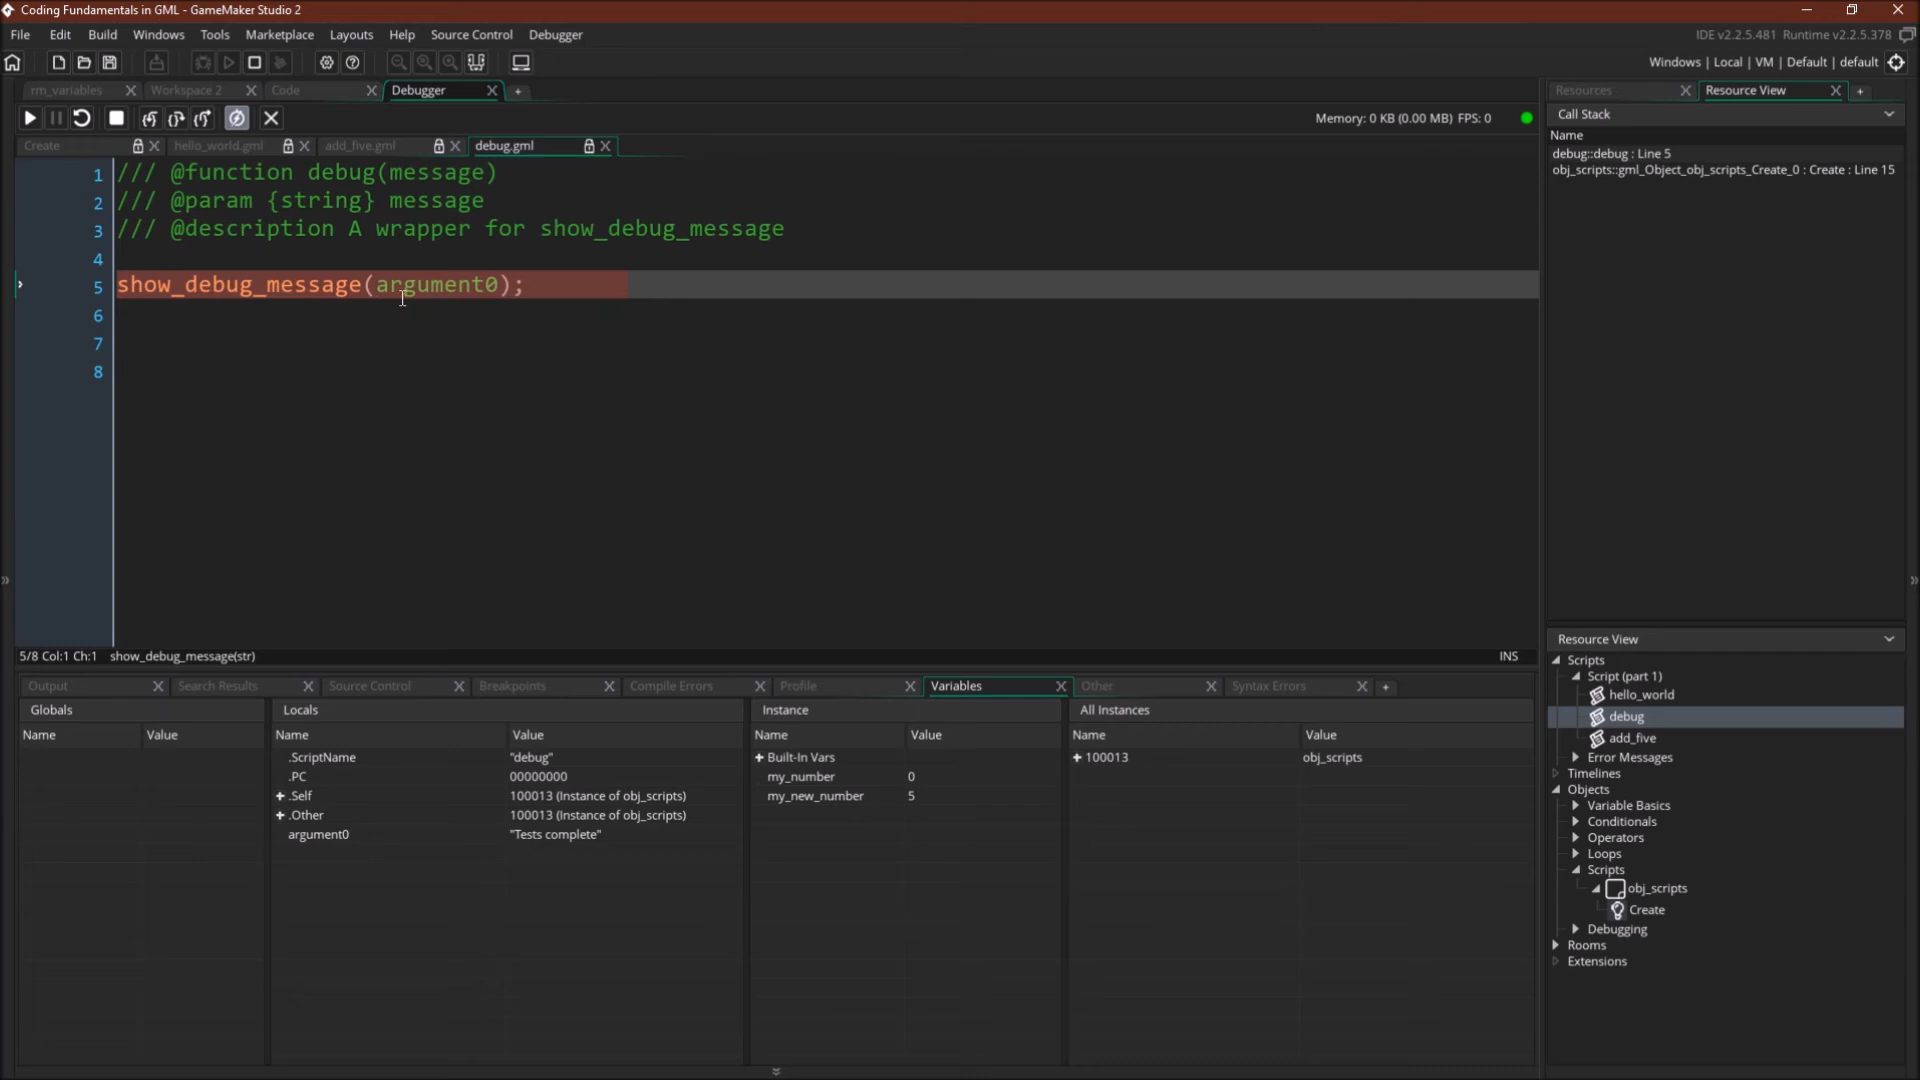 Coding Fundamentals in GML - GameMaker Studio 2
File Edit Build Windows Tools Marketplace Layouts Help Source Control Debugger
IDE v2.2.5.481 Runtime v2.2.5.378
Windows | Local | VM | Default | default
rm_variables Workspace 2 Code Debugger
Memory: 0 KB (0.00 MB) FPS: 0
Create hello_world.gml add_five.gml debug.gml
1 /// @function debug(message)
2 /// @param {string} message
3 /// @description A wrapper for show_debug_message
4
5 show_debug_message(argument0);
6
7
8
5/8 Col:1 Ch:1 show_debug_message(str)
INS
Resources Resource View
Call Stack
Name
debug::debug : Line 5
obj_scripts::gml_Object_obj_scripts_Create_0 : Create : Line 15
Output Search Results Source Control Breakpoints Compile Errors Profile Variables Other Syntax Errors
Globals
Name Value
Locals
Name Value
.ScriptName "debug"
.PC 00000000
.Self 100013 (Instance of obj_scripts)
.Other 100013 (Instance of obj_scripts)
argument0 "Tests complete"
Instance
Name Value
Built-In Vars
my_number 0
my_new_number 5
All Instances
Name Value
100013 obj_scripts
Resource View
Scripts
Script (part 1)
hello_world
debug
add_five
Error Messages
Timelines
Objects
Variable Basics
Conditionals
Operators
Loops
Scripts
obj_scripts
Create
Debugging
Rooms
Extensions